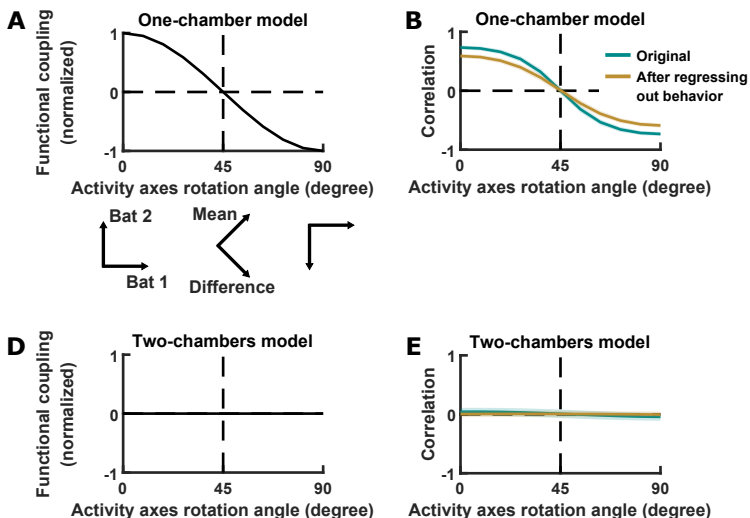 A
One-chamber model
Functional coupling
(normalized)
1
0
-1
0
45
90
Activity axes rotation angle (degree)
Bat 2
Bat 1
Mean
Difference
B
One-chamber model
Correlation
1
0
-1
0
45
90
Activity axes rotation angle (degree)
Original
After regressing
out behavior
D
Two-chambers model
Functional coupling
(normalized)
1
0
-1
0
45
90
Activity axes rotation angle (degree)
E
Two-chambers model
Correlation
1
0
-1
0
45
90
Activity axes rotation angle (degree)